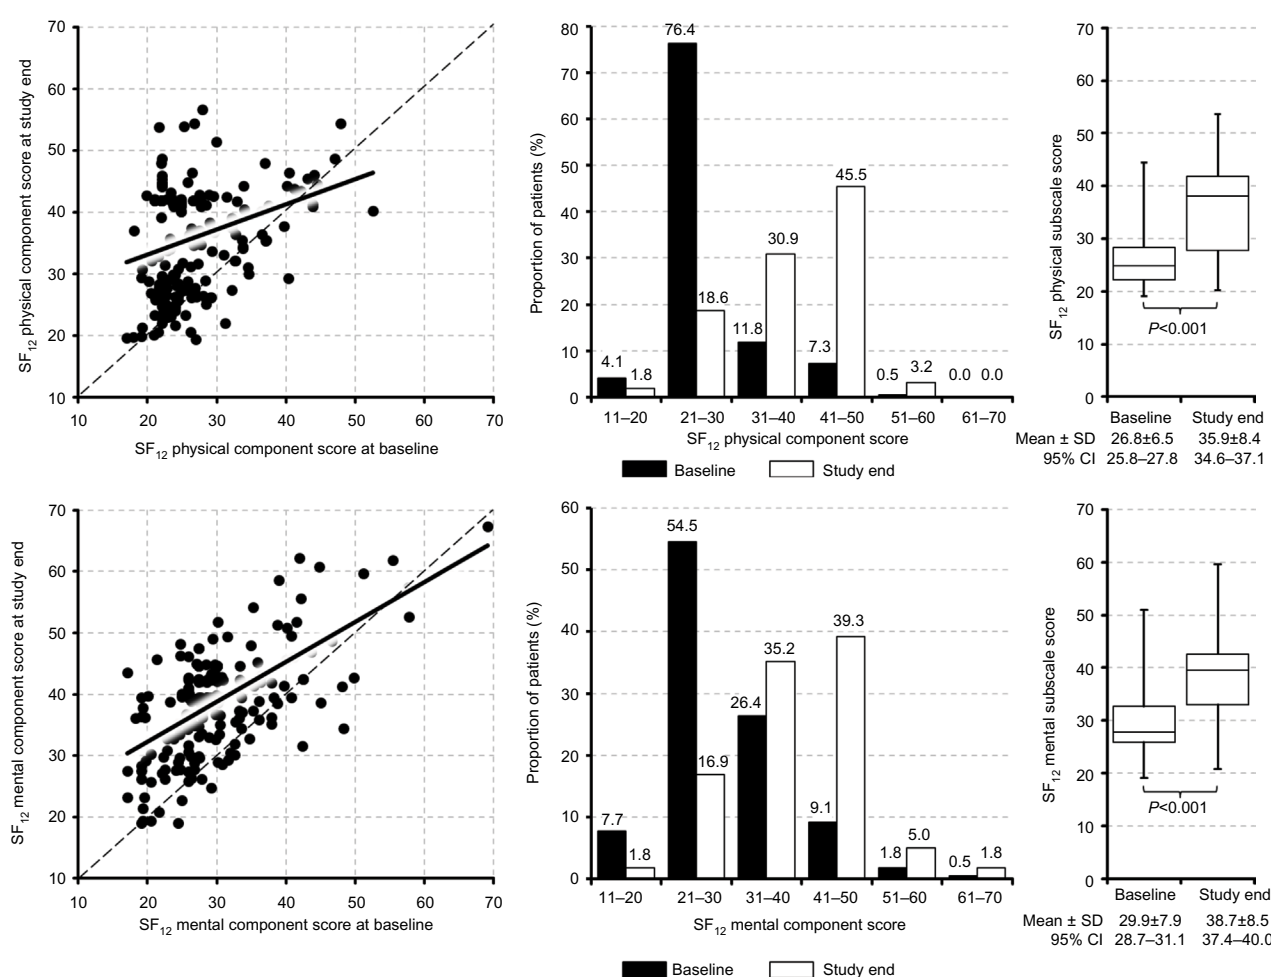 70
60
50
40
30
20
10
SF12 physical component score at study end
10 20 30 40 50 60 70
SF12 physical component score at baseline
80
70
60
50
40
30
20
10
0
Proportion of patients (%)
4.1 1.8 76.4 18.6 11.8 30.9 7.3 45.5 0.5 3.2 0.0 0.0
11–20 21–30 31–40 41–50 51–60 61–70
SF12 physical component score
Baseline Study end
70
60
50
40
30
20
10
0
SF12 physical subscale score
P<0.001
Baseline Study end
Mean ± SD 26.8±6.5 35.9±8.4
95% CI 25.8–27.8 34.6–37.1
70
60
50
40
30
20
10
SF12 mental component score at study end
10 20 30 40 50 60 70
SF12 mental component score at baseline
60
50
40
30
20
10
0
Proportion of patients (%)
7.7 1.8 54.5 16.9 26.4 35.2 9.1 39.3 1.8 5.0 0.5 1.8
11–20 21–30 31–40 41–50 51–60 61–70
SF12 mental component score
Baseline Study end
70
60
50
40
30
20
10
0
SF12 mental subscale score
P<0.001
Baseline Study end
Mean ± SD 29.9±7.9 38.7±8.5
95% CI 28.7–31.1 37.4–40.0